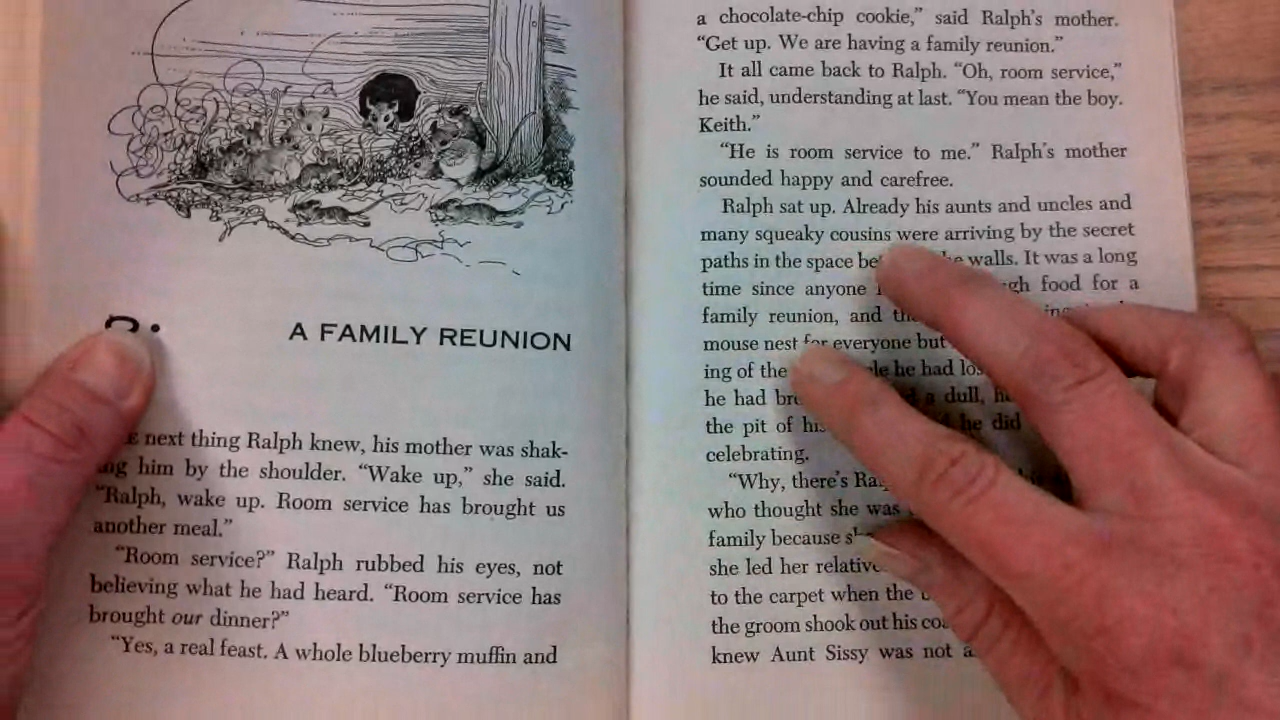 A FAMILY REUNION
next thing Ralph knew, his mother was shak-
him by the shoulder. “Wake up,” she said.
“Ralph, wake up. Room service has brought us
another meal.”
“Room service?” Ralph rubbed his eyes, not
believing what he had heard. “Room service has
brought our dinner?”
“Yes, a real feast. A whole blueberry muffin and
a chocolate-chip cookie,” said Ralph’s mother.
“Get up. We are having a family reunion.”
It all came back to Ralph. “Oh, room service,”
he said, understanding at last. “You mean the boy.
Keith.”
“He is room service to me.” Ralph’s mother
sounded happy and carefree.
Ralph sat up. Already his aunts and uncles and
many squeaky cousins were arriving by the secret
paths in the space walls. It was a long
time since anyone food for a
family reunion, and
mouse nest for everyone but
ing of the he had
he had a dull,
the pit of he did
celebrating.
“Why, there’s
who thought she was
family because
she led her
to the carpet when the
the groom shook out his
knew Aunt Sissy was not